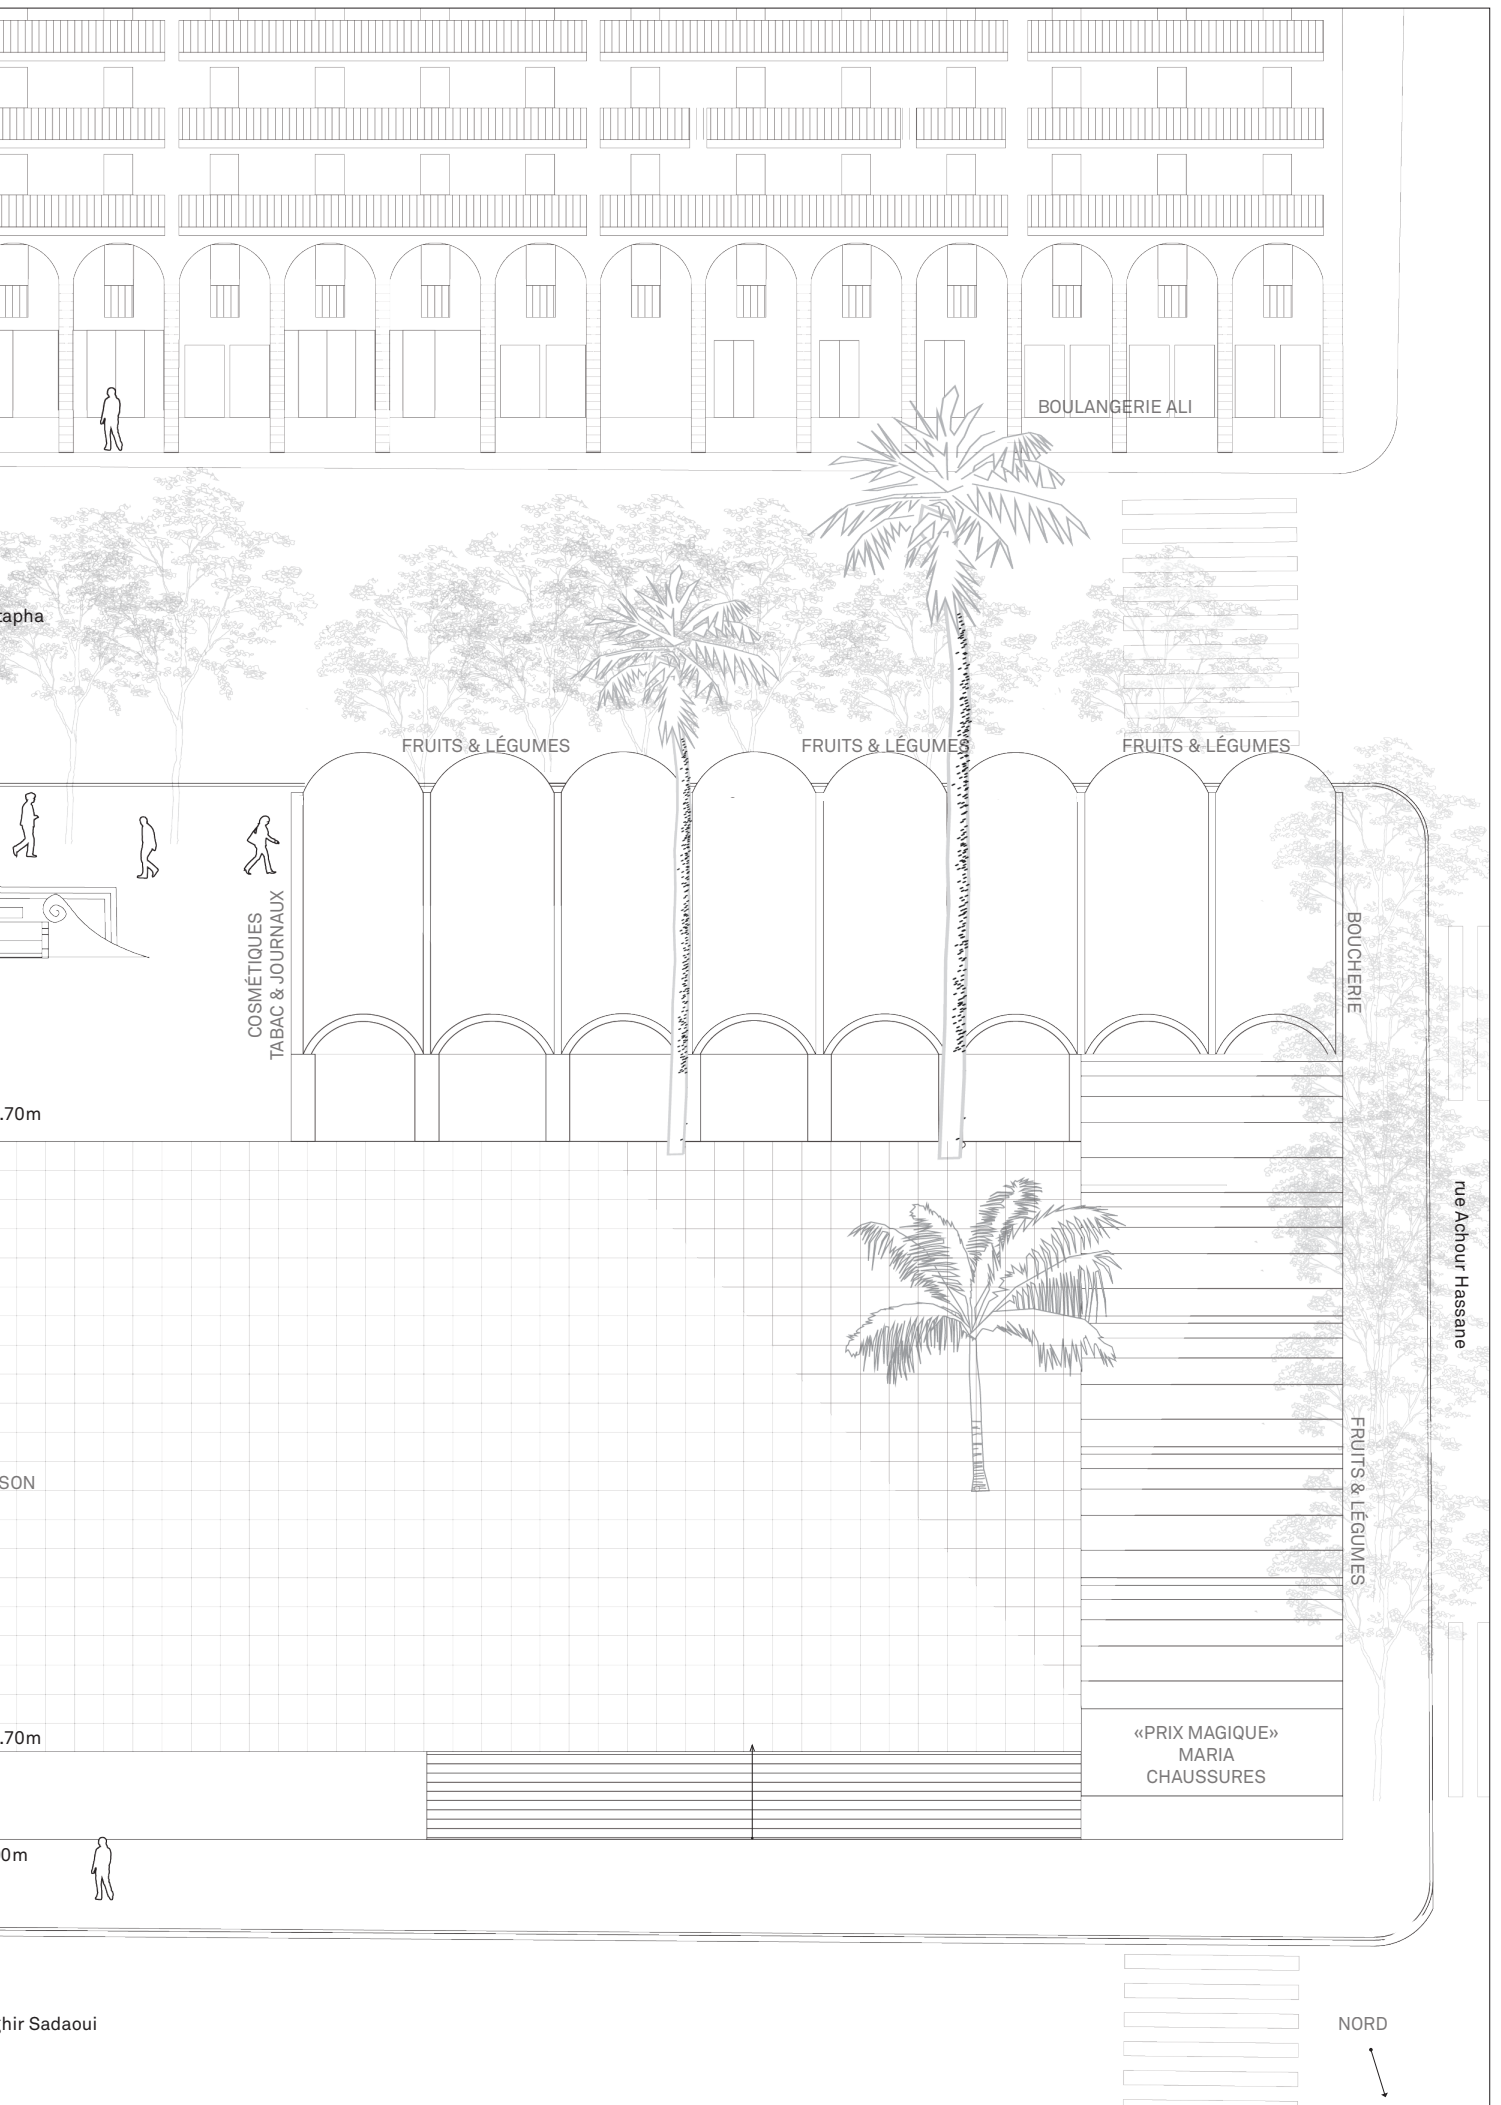 BOULANGERIE ALI
tapha
FRUITS & LÉGUMES
FRUITS & LÉGUMES
FRUITS & LÉGUMES
COSMÉTIQUES
TABAC & JOURNAUX
BOUCHERIE
.70m
rue Achour Hassane
FRUITS & LÉGUMES
SON
.70m
«PRIX MAGIQUE»
MARIA
CHAUSSURES
0m
ghir Sadaoui
NORD